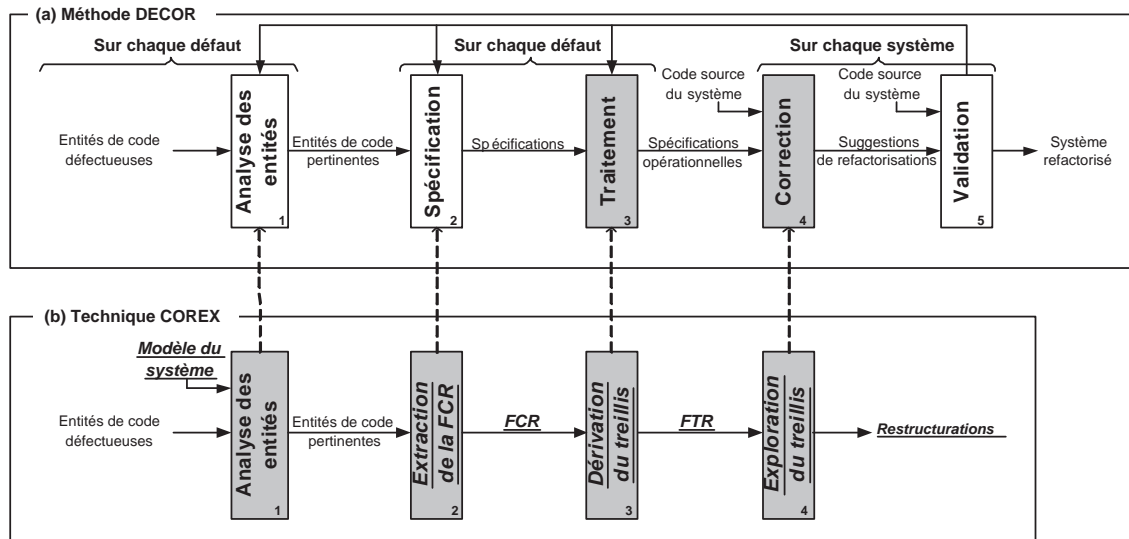 (a) Méthode DECOR
Sur chaque défaut
Sur chaque défaut
Sur chaque système
Code source
du système
Code source
du système
Entités de code
défectueuses
Analyse des
entités
1
Entités de code
pertinentes
Spécification
2
Spécifications
Traitement
3
Spécifications
opérationnelles
Correction
4
Suggestions
de refactorisations
Validation
5
Système
refactorisé
(b) Technique COREX
Modèle du
système
Entités de code
défectueuses
Analyse des
entités
1
Entités de code
pertinentes
Extraction
de la FCR
2
FCR
Dérivation
du treillis
3
FTR
Exploration
du treillis
4
Restructurations